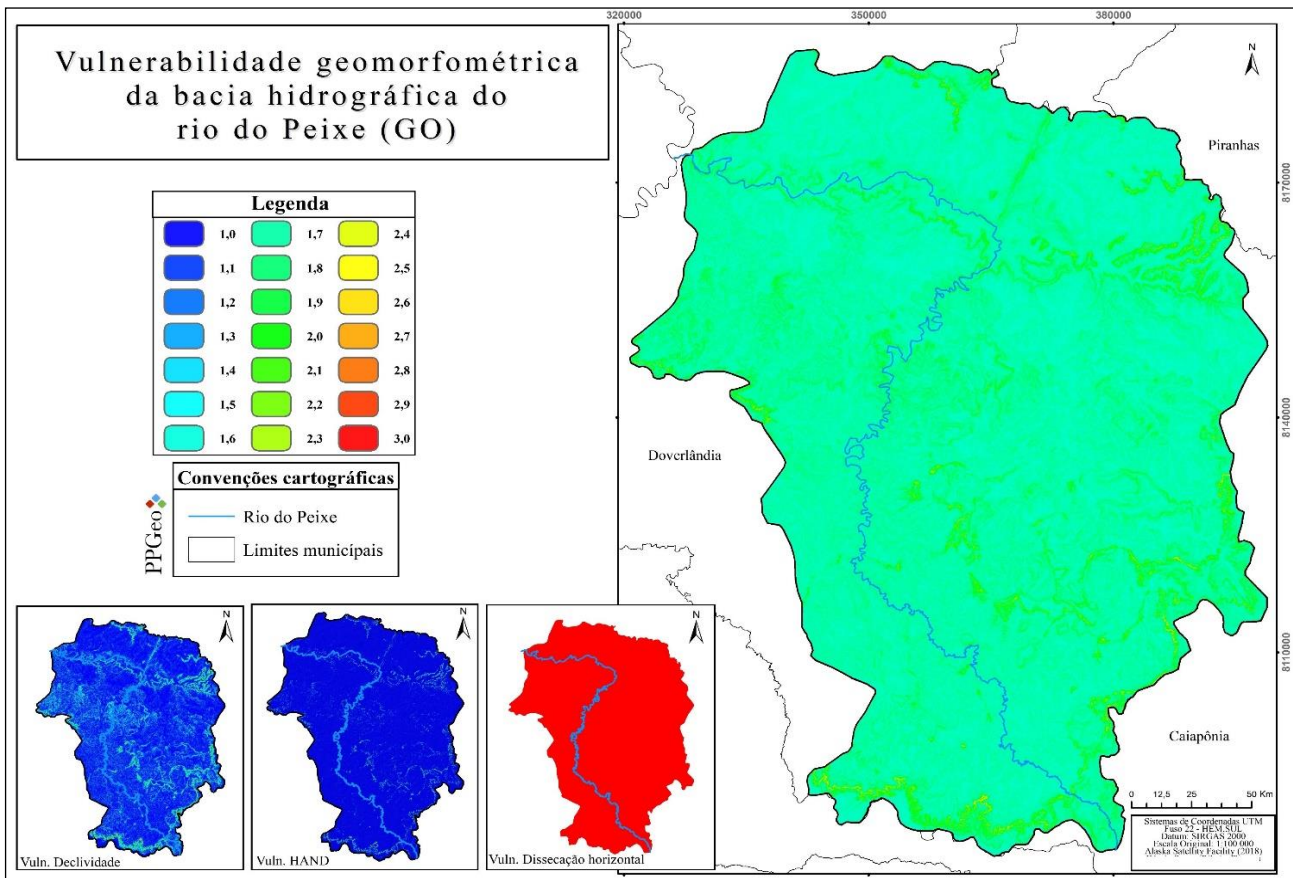 Vulnerabilidade geomorfométrica
da bacia hidrográfica do
rio do Peixe (GO)
Legenda
1,0 1,7 2,4
1,1 1,8 2,5
1,2 1,9 2,6
1,3 2,0 2,7
1,4 2,1 2,8
1,5 2,2 2,9
1,6 2,3 3,0
Convenções cartográficas
Rio do Peixe
Limites municipais
PPGeo
N
Vuln. Declividade
N
Vuln. HAND
N
Vuln. Dissecação horizontal
320000 350000 380000
N
Piranhas
8170000
8140000
Doverlândia
8110000
Caiapônia
0 12,5 25 50 Km
Sistemas de Coordenadas UTM
Fuso 22 - HEM.SUL
Datum: SIRGAS 2000
Escala Original: 1:100 000
Alaska Satellity Facility (2018)